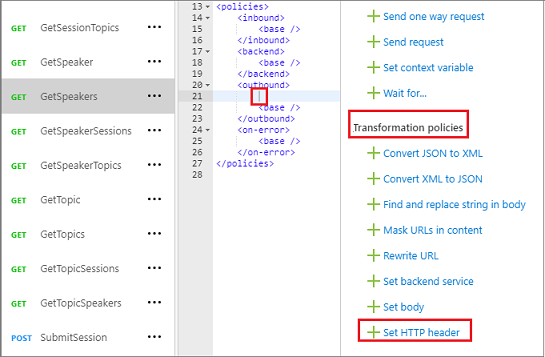 GET GetSessionTopics •••
GET GetSpeaker •••
GET GetSpeakers •••
GET GetSpeakerSessions •••
GET GetSpeakerTopics •••
GET GetTopic •••
GET GetTopics •••
GET GetTopicSessions •••
GET GetTopicSpeakers •••
POST SubmitSession •••
13 <policies>
14 <inbound>
15 <base />
16 </inbound>
17 <backend>
18 <base />
19 </backend>
20 <outbound>
21
22 <base />
23 </outbound>
24 <on-error>
25 <base />
26 </on-error>
27 </policies>
28
Send one way request
Send request
Set context variable
Wait for...
Transformation policies
Convert JSON to XML
Convert XML to JSON
Find and replace string in body
Mask URLs in content
Rewrite URL
Set backend service
Set body
Set HTTP header